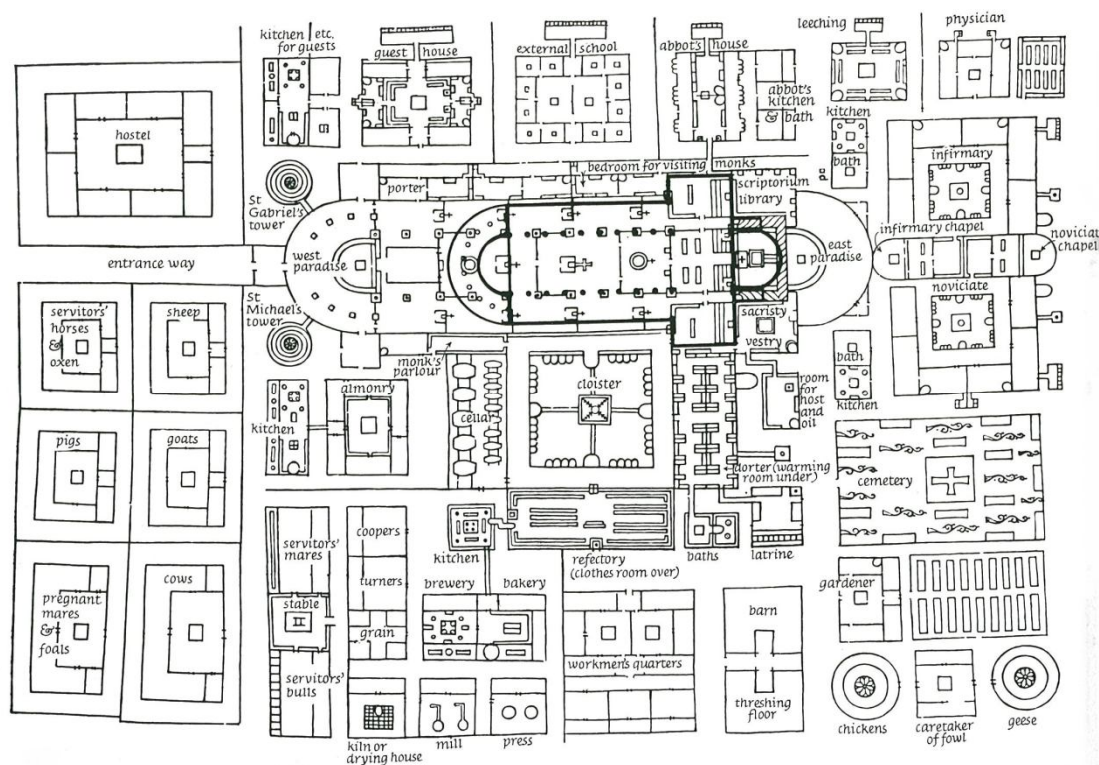 kitchen etc.
for guests
guest house
external school
abbot's
house
leeching
physician
abbot's
kitchen
& bath
hostel
kitchen
bath
infirmary
bedroom for visiting monks
porter
scriptorium
library
St
Gabriel's
tower
infirmary chapel
noviciate
chapel
entrance way
west
paradise
east
paradise
St
Michael's
tower
noviciate
sacristy
vestry
servitors'
horses
&
oxen
sheep
monk's
parlour
bath
kitchen
cloister
room
for
host
and
oil
almonry
kitchen
cellar
pigs
goats
dorter (warming
room under)
cemetery
servitors'
mares
coopers
kitchen
refectory
(clothes room over)
baths
latrine
turners
brewery
bakery
gardener
pregnant
mares
&
foals
cows
stable
grain
barn
workmen's quarters
servitors'
bulls
threshing
floor
kiln or
drying house
mill
press
chickens
caretaker
of fowl
geese